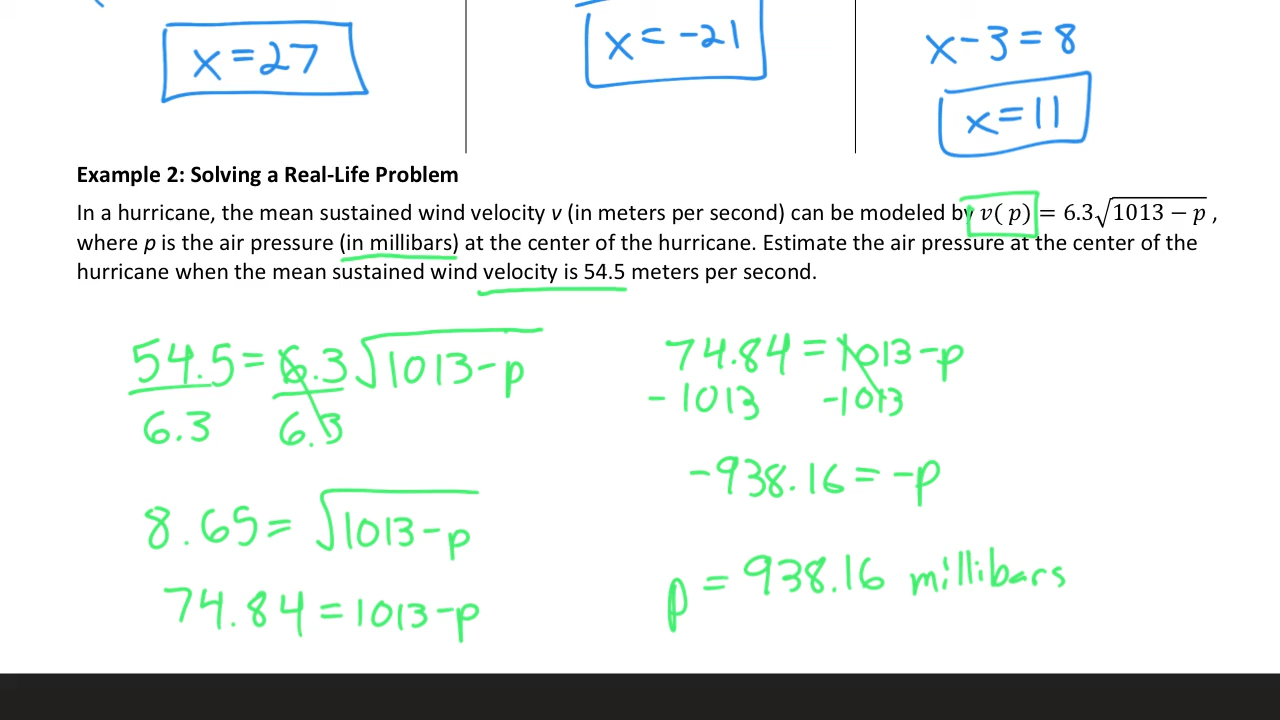 x=27
x=-21
x-3=8
x=11
Example 2: Solving a Real-Life Problem
In a hurricane, the mean sustained wind velocity v (in meters per second) can be modeled by v( p) = 6.3√1013 − p ,
where p is the air pressure (in millibars) at the center of the hurricane. Estimate the air pressure at the center of the
hurricane when the mean sustained wind velocity is 54.5 meters per second.
54.5 = 6.3√1013-p
6.3 6.3
8.65 = √1013-p
74.84 = 1013-p
74.84 = 1013-p
-1013 -1013
-938.16 = -p
p = 938.16 millibars